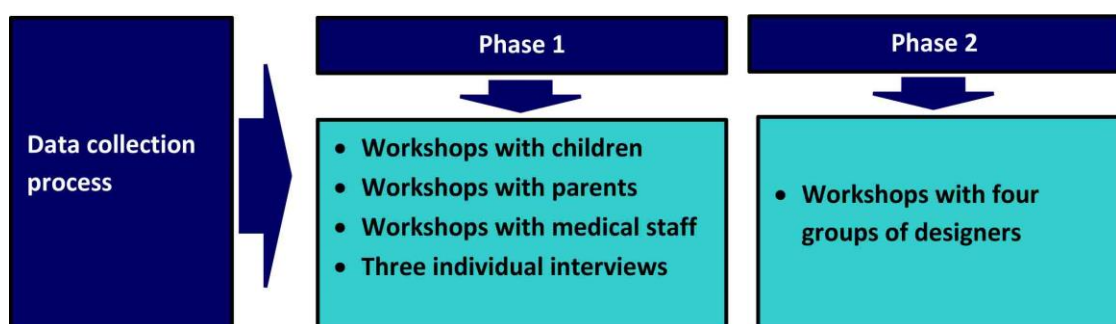 Data collection
process
Phase 1
• Workshops with children
• Workshops with parents
• Workshops with medical staff
• Three individual interviews
Phase 2
• Workshops with four
groups of designers